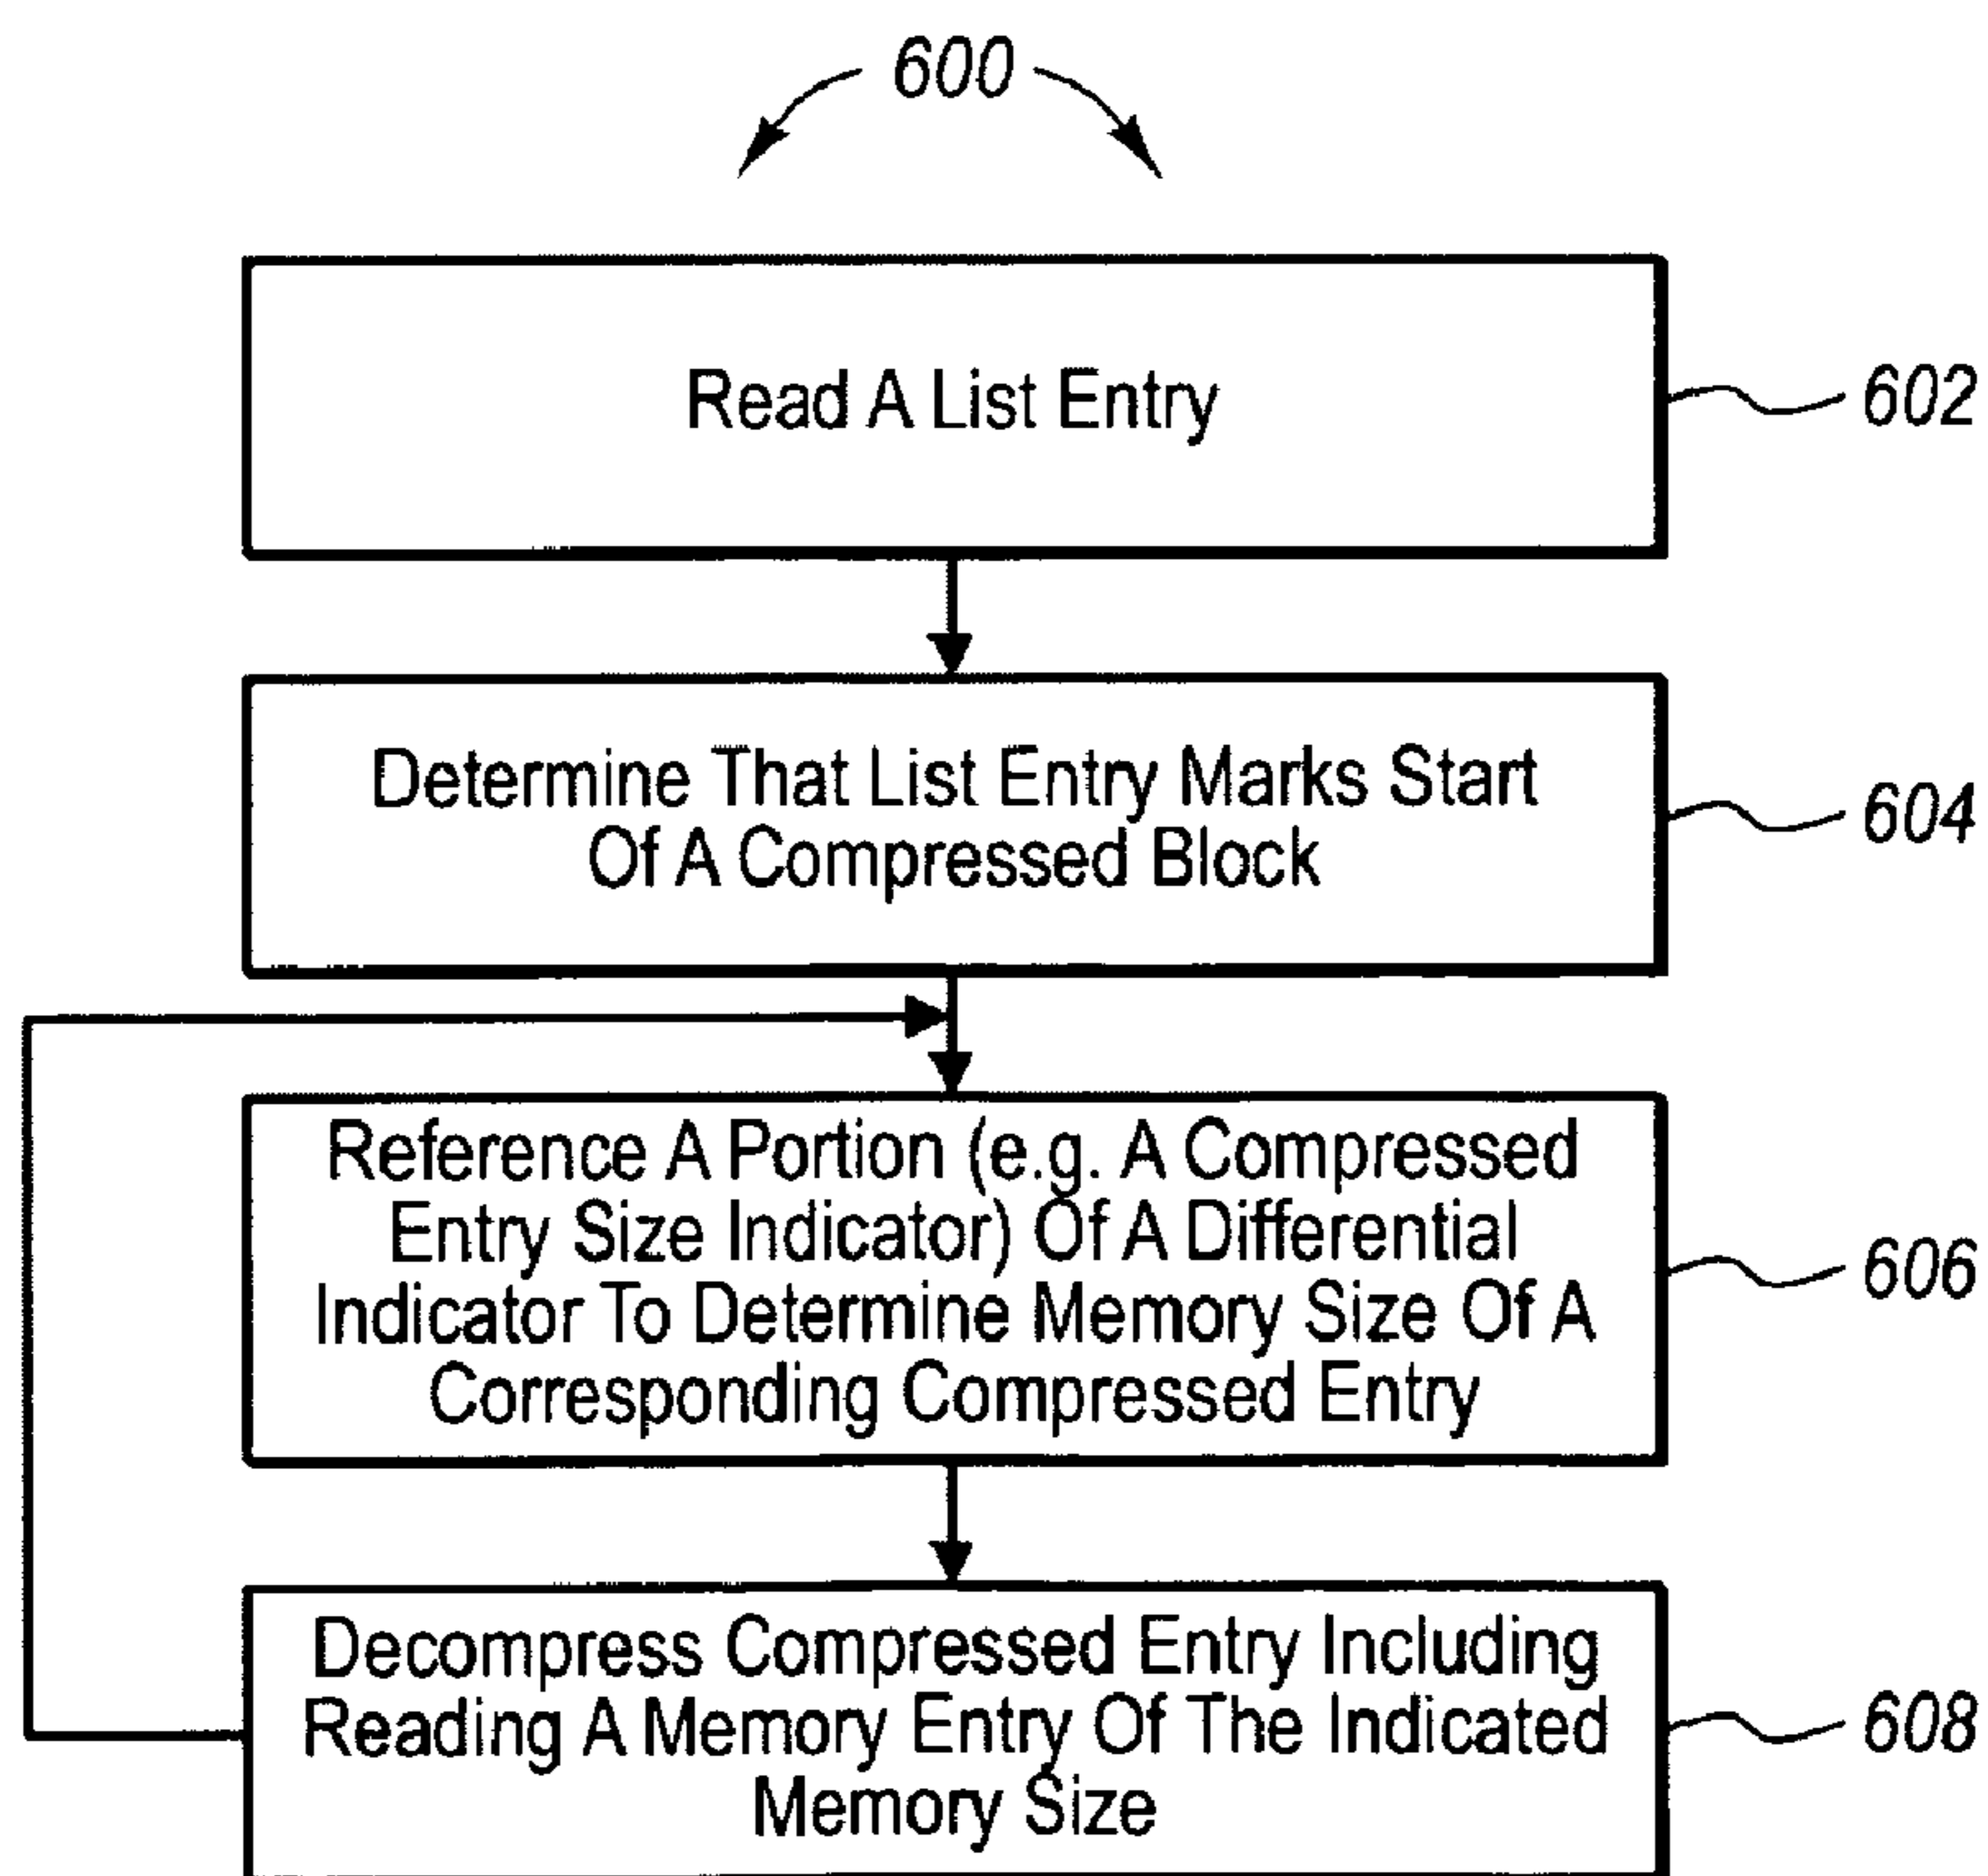 600
Read A List Entry
602
Determine That List Entry Marks Start
Of A Compressed Block
604
Reference A Portion (e.g. A Compressed
Entry Size Indicator) Of A Differential
Indicator To Determine Memory Size Of A
Corresponding Compressed Entry
606
Decompress Compressed Entry Including
Reading A Memory Entry Of The Indicated
Memory Size
608